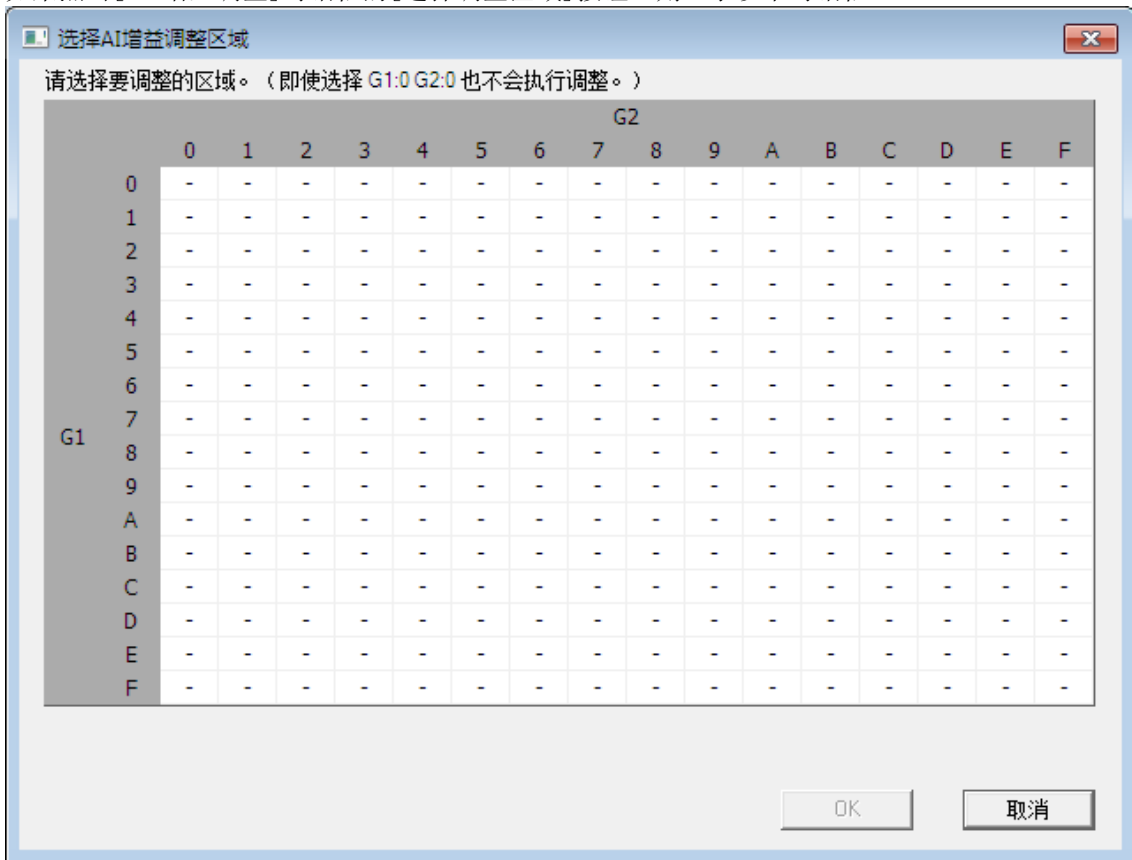 选择AI增益调整区域
请选择要调整的区域。（即使选择 G1:0 G2:0 也不会执行调整。）
G2
0 1 2 3 4 5 6 7 8 9 A B C D E F
0 - - - - - - - - - - - - - - - -
1 - - - - - - - - - - - - - - - -
2 - - - - - - - - - - - - - - - -
3 - - - - - - - - - - - - - - - -
4 - - - - - - - - - - - - - - - -
5 - - - - - - - - - - - - - - - -
6 - - - - - - - - - - - - - - - -
7 - - - - - - - - - - - - - - - -
G1
8 - - - - - - - - - - - - - - - -
9 - - - - - - - - - - - - - - - -
A - - - - - - - - - - - - - - - -
B - - - - - - - - - - - - - - - -
C - - - - - - - - - - - - - - - -
D - - - - - - - - - - - - - - - -
E - - - - - - - - - - - - - - - -
F - - - - - - - - - - - - - - - -
OK 取消